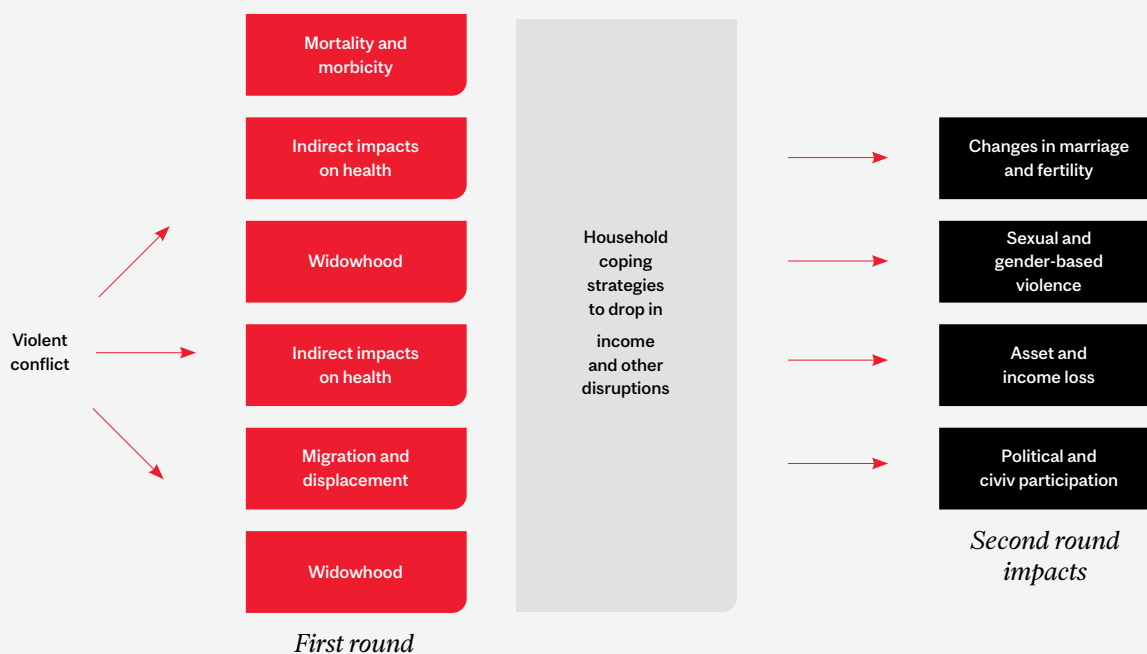 Violent
conflict
Mortality and
morbicity
Indirect impacts
on health
Widowhood
Indirect impacts
on health
Migration and
displacement
Widowhood
First round
Household
coping
strategies
to drop in
income
and other
disruptions
Changes in marriage
and fertility
Sexual and
gender-based
violence
Asset and
income loss
Political and
civiv participation
Second round
impacts